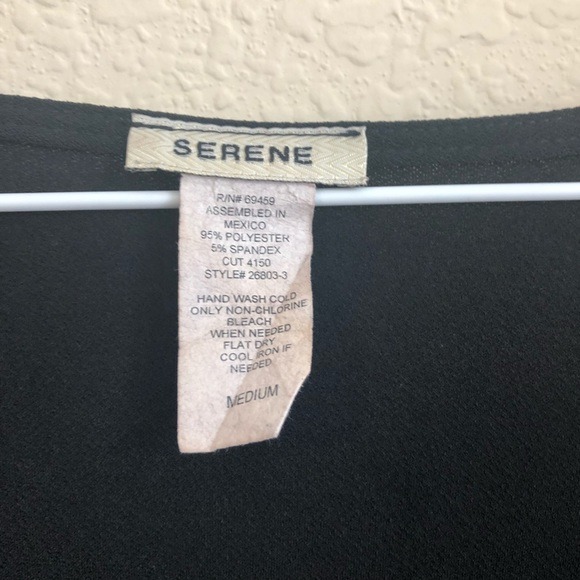 SERENE
R/N# 69459
ASSEMBLED IN
MEXICO
95% POLYESTER
5% SPANDEX
CUT 4150
STYLE# 26803-3
HAND WASH COLD
ONLY NON-CHLORINE
BLEACH
WHEN NEEDED
FLAT DRY
COOL IRON IF
NEEDED
MEDIUM